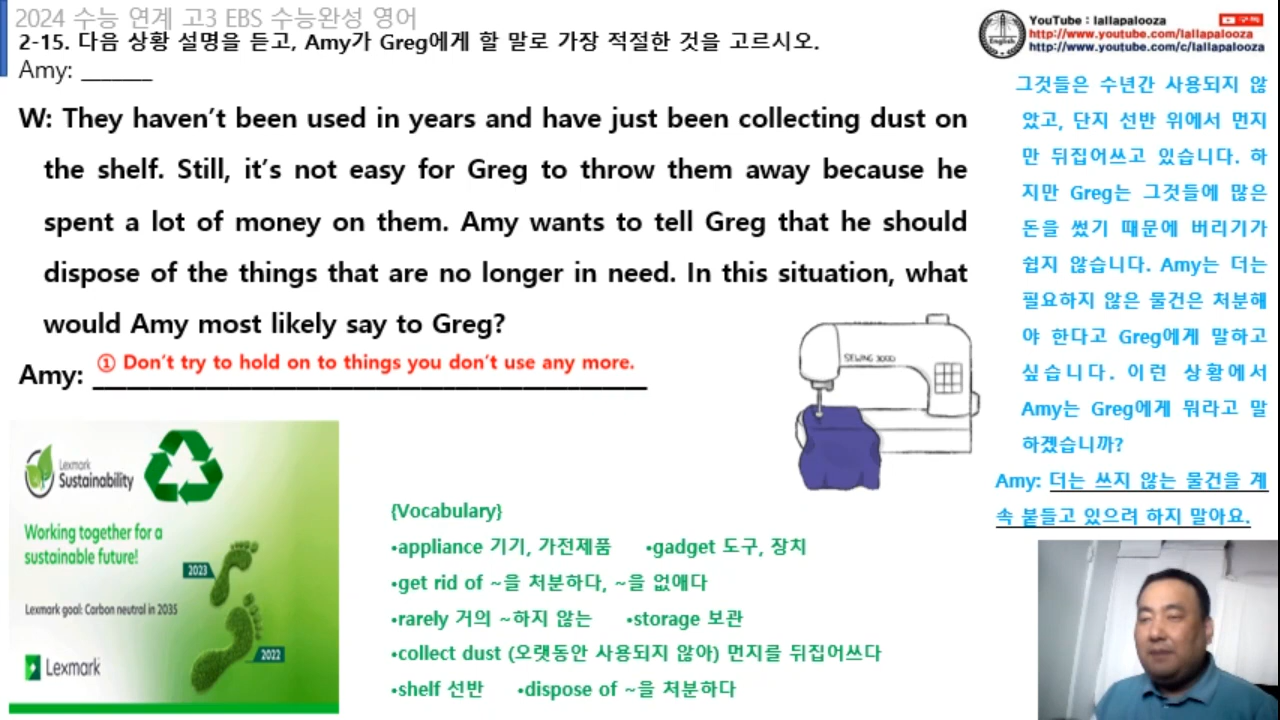 2024 수능 연계 고3 EBS 수능완성 영어
2-15. 다음 상황 설명을 듣고, Amy가 Greg에게 할 말로 가장 적절한 것을 고르시오.
Amy: ______
W: They haven't been used in years and have just been collecting dust on
the shelf. Still, it's not easy for Greg to throw them away because he
spent a lot of money on them. Amy wants to tell Greg that he should
dispose of the things that are no longer in need. In this situation, what
would Amy most likely say to Greg?
Amy: ① Don't try to hold on to things you don't use any more.
YouTube : lallapalooza
구독
http://www.youtube.com/lallapalooza
http://www.youtube.com/c/lallapalooza
English
그것들은 수년간 사용되지 않
았고, 단지 선반 위에서 먼지
만 뒤집어쓰고 있습니다. 하
지만 Greg는 그것들에 많은
돈을 썼기 때문에 버리기가
쉽지 않습니다. Amy는 더는
필요하지 않은 물건은 처분해
야 한다고 Greg에게 말하고
싶습니다. 이런 상황에서
Amy는 Greg에게 뭐라고 말
하겠습니까?
Amy: 더는 쓰지 않는 물건을 계
속 붙들고 있으려 하지 말아요.
SEWING 3000
Lexmark
Sustainability
Working together for a
sustainable future!
2023
Lexmark goal: Carbon neutral in 2035
2022
Lexmark
{Vocabulary}
•appliance 기기, 가전제품 •gadget 도구, 장치
•get rid of ~을 처분하다, ~을 없애다
•rarely 거의 ~하지 않는 •storage 보관
•collect dust (오랫동안 사용되지 않아) 먼지를 뒤집어쓰다
•shelf 선반 •dispose of ~을 처분하다